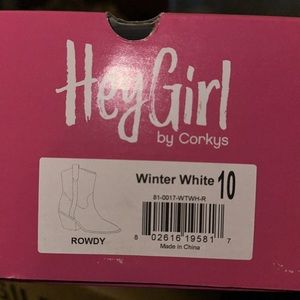 HeyGirl
by Corkys
Winter White 10
81-0017-WTWH-R
ROWDY
8 02616 19581 7
Made in China